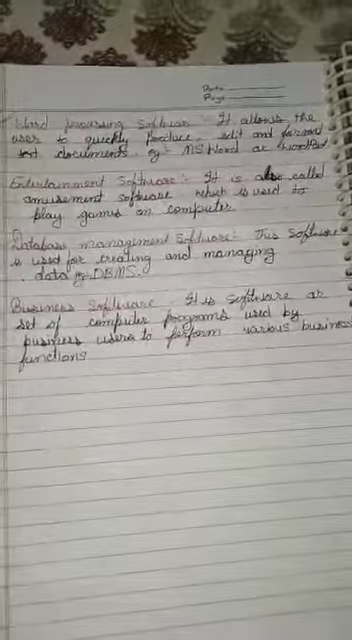 Date
Page
Word processing Software - It allows the
user to quickly produce, edit and format
text documents. eg - MS Word or WordPad
Entertainment Software :- It is also called
amusement software which is used to
play games on computer
Database management Software :- This Software
is used for creating and managing
data eg - DBMS.
Business Software - It is Software or
set of computer programs used by
business users to perform various business
functions